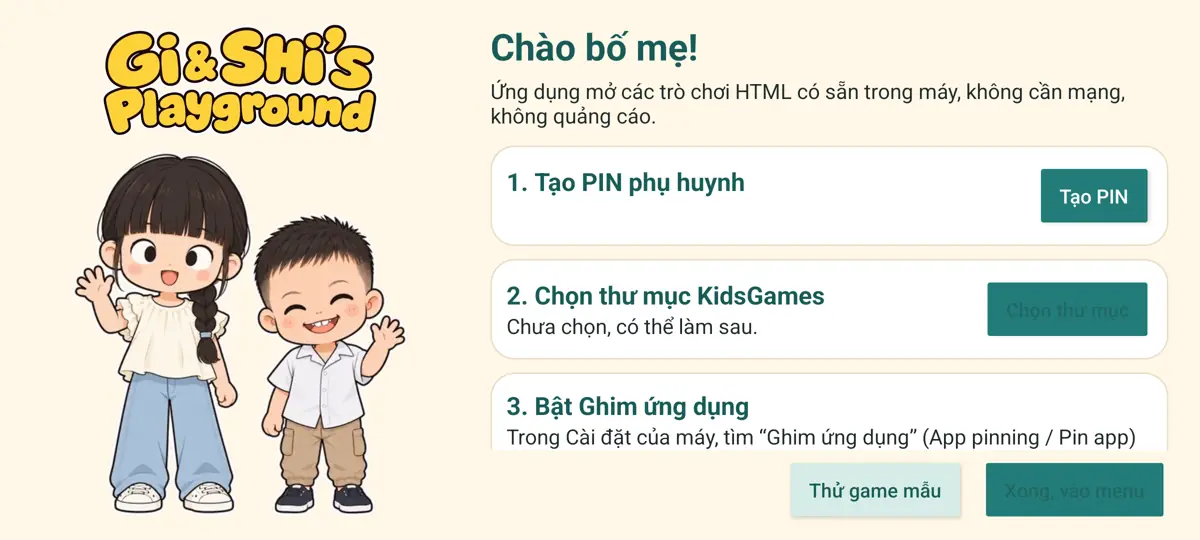 Gi & SHi's
Playground
Chào bố mẹ!
Ứng dụng mở các trò chơi HTML có sẵn trong máy, không cần mạng,
không quảng cáo.
1. Tạo PIN phụ huynh
Tạo PIN
2. Chọn thư mục KidsGames
Chưa chọn, có thể làm sau.
Chọn thư mục
3. Bật Ghim ứng dụng
Trong Cài đặt của máy, tìm “Ghim ứng dụng” (App pinning / Pin app)
Thử game mẫu
Xong, vào menu